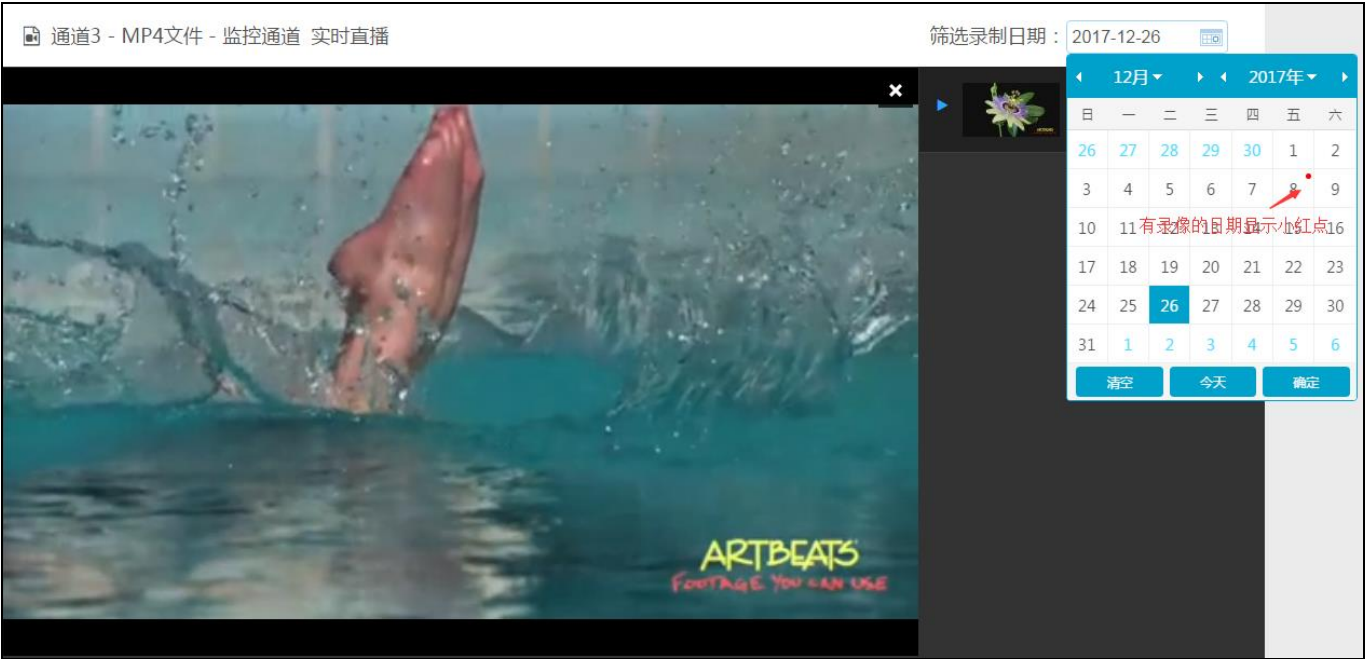 通道3 - MP4文件 - 监控通道 实时直播
筛选录制日期： 2017-12-26
12月 2017年
日 一 二 三 四 五 六
26 27 28 29 30 1 2
3 4 5 6 7 8 9
有录像的日期显示小红点
10 11 12 13 14 15 16
17 18 19 20 21 22 23
24 25 26 27 28 29 30
31 1 2 3 4 5 6
清空 今天 确定
ARTBEATS
FOOTAGE YOU CAN USE